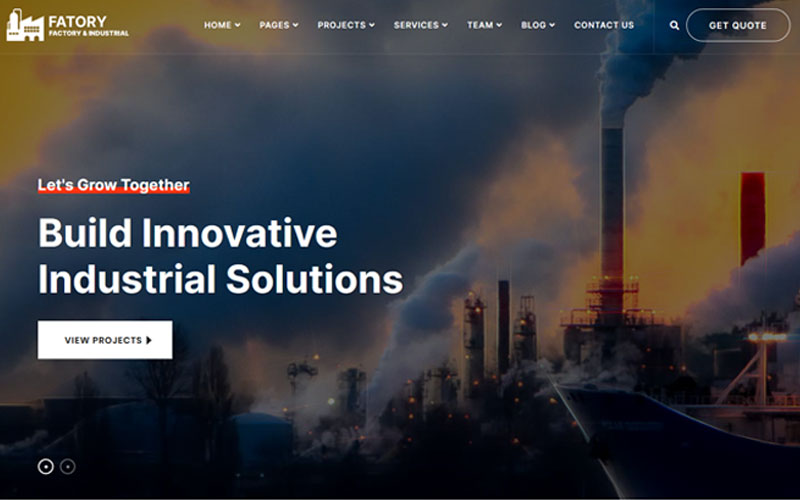 FATORY
FACTORY & INDUSTRIAL
HOME PAGES PROJECTS SERVICES TEAM BLOG CONTACT US GET QUOTE
Let's Grow Together
Build Innovative
Industrial Solutions
VIEW PROJECTS